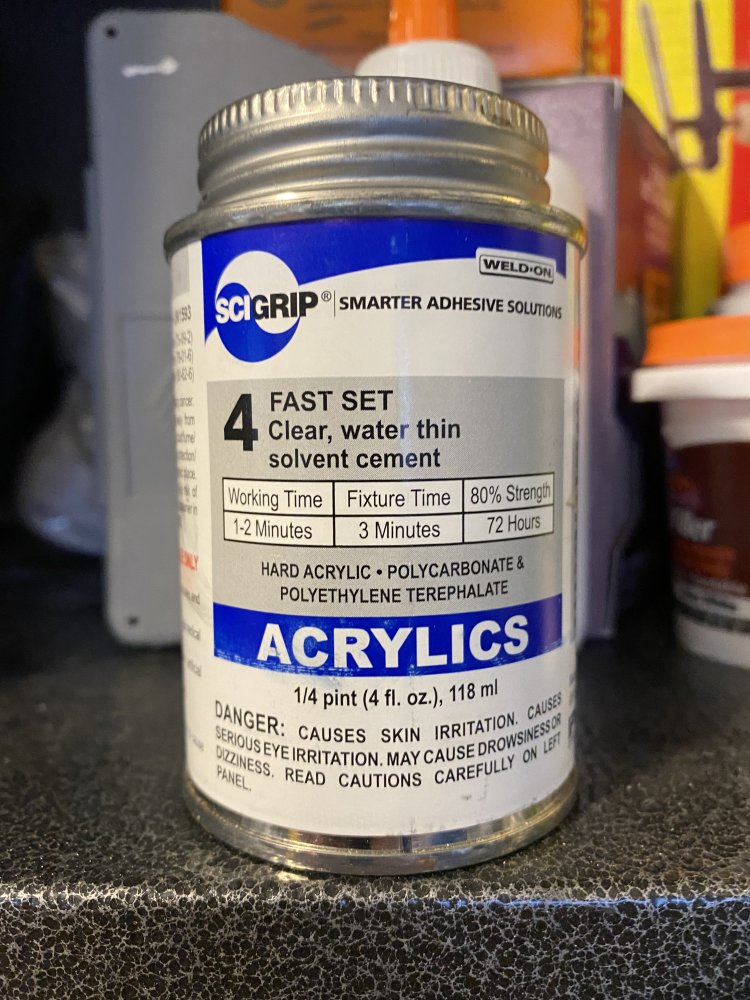 WELD•ON
SCIGRIP® SMARTER ADHESIVE SOLUTIONS
4 FAST SET
Clear, water thin
solvent cement
Working Time Fixture Time 80% Strength
1-2 Minutes 3 Minutes 72 Hours
HARD ACRYLIC • POLYCARBONATE &
POLYETHYLENE TEREPHALATE
ACRYLICS
1/4 pint (4 fl. oz.), 118 ml
DANGER: CAUSES SKIN IRRITATION. CAUSES
SERIOUS EYE IRRITATION. MAY CAUSE DROWSINESS OR
DIZZINESS. READ CAUTIONS CAREFULLY ON LEFT
PANEL.